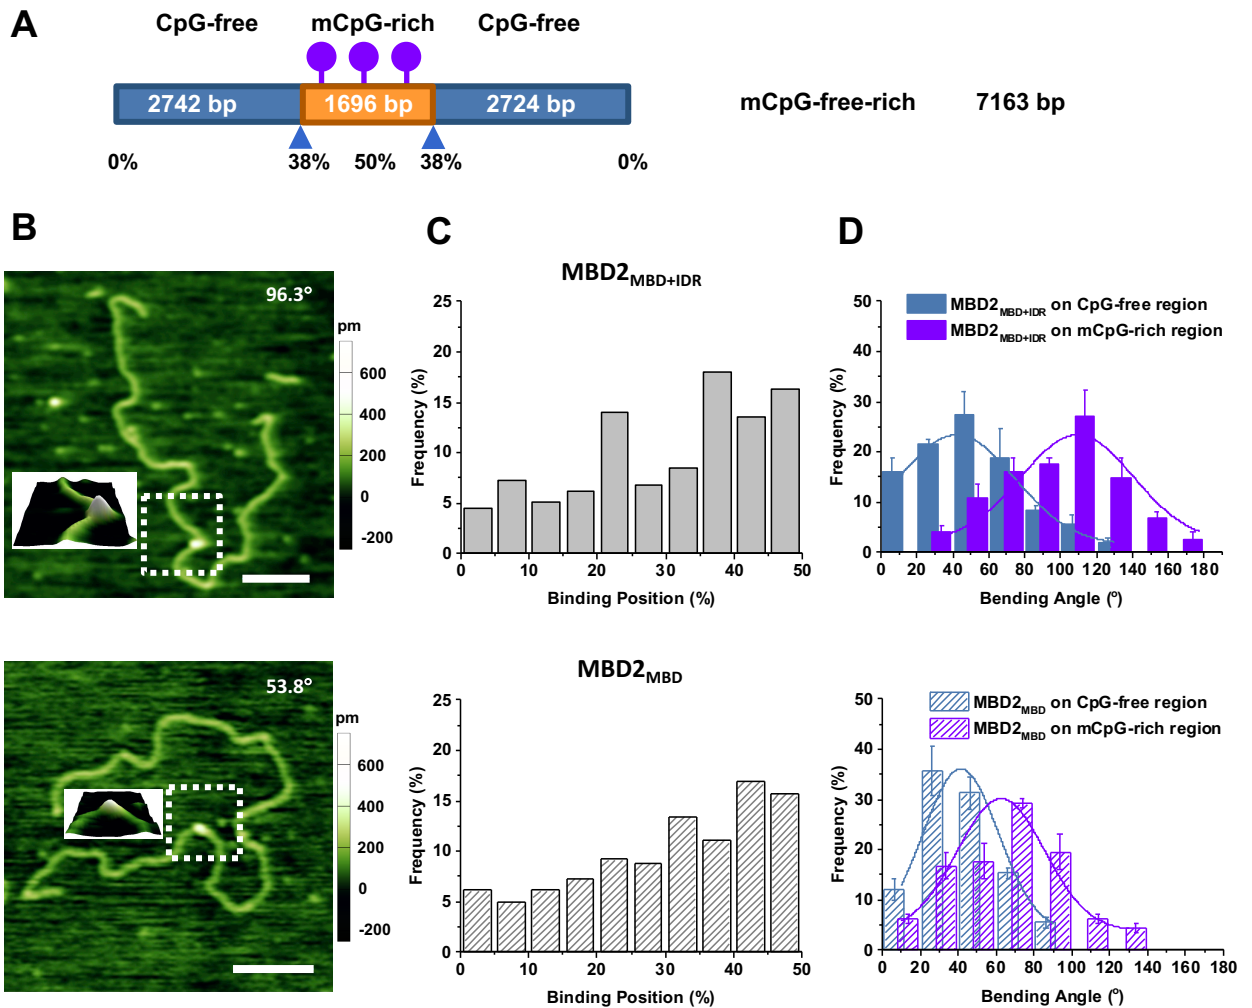 A
CpG-free mCpG-rich CpG-free
2742 bp 1696 bp 2724 bp
mCpG-free-rich 7163 bp
0% 38% 50% 38% 0%
B
96.3°
pm
600
400
200
0
-200
53.8°
pm
600
400
200
0
-200
C
MBD2MBD+IDR
Frequency (%)
25
20
15
10
5
0
0 10 20 30 40 50
Binding Position (%)
MBD2MBD
Frequency (%)
25
20
15
10
5
0
0 10 20 30 40 50
Binding Position (%)
D
MBD2MBD+IDR on CpG-free region
MBD2MBD+IDR on mCpG-rich region
Frequency (%)
50
40
30
20
10
0
0 20 40 60 80 100 120 140 160 180
Bending Angle (°)
MBD2MBD on CpG-free region
MBD2MBD on mCpG-rich region
Frequency (%)
50
40
30
20
10
0
0 20 40 60 80 100 120 140 160 180
Bending Angle (°)